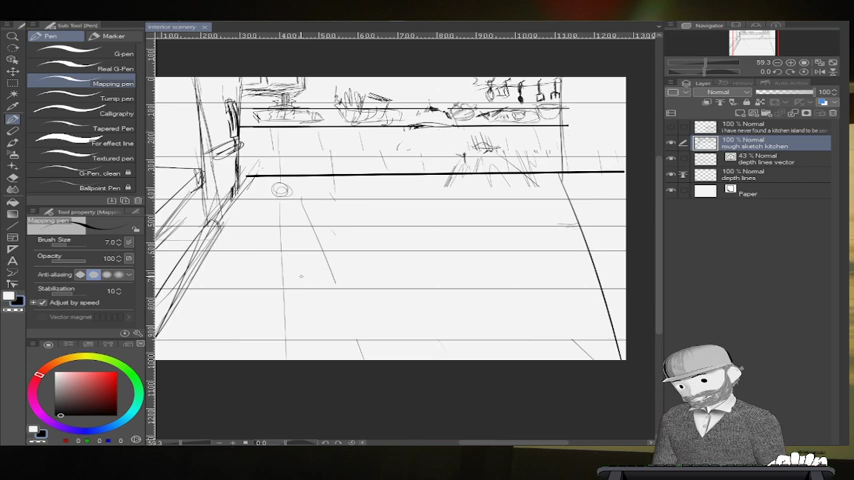 Sub Tool [Pen]
Pen
Marker
G-pen
Real G-Pen
Mapping pen
Turnip pen
Calligraphy
Tapered Pen
For effect line
Textured pen
G-Pen, clean
Ballpoint Pen
Tool property [Mapp
Mapping pen
Brush Size
7.0
Opacity
100
Anti-aliasing
Stabilization
10
Adjust by speed
Vector magnet
interior scenery
Navigator
59.3
0.0
Layer
Normal
100
100 % Normal
I have never found a kitchen island to be
100 % Normal
rough sketch kitchen
43 % Normal
depth lines vector
100 % Normal
depth lines
Paper